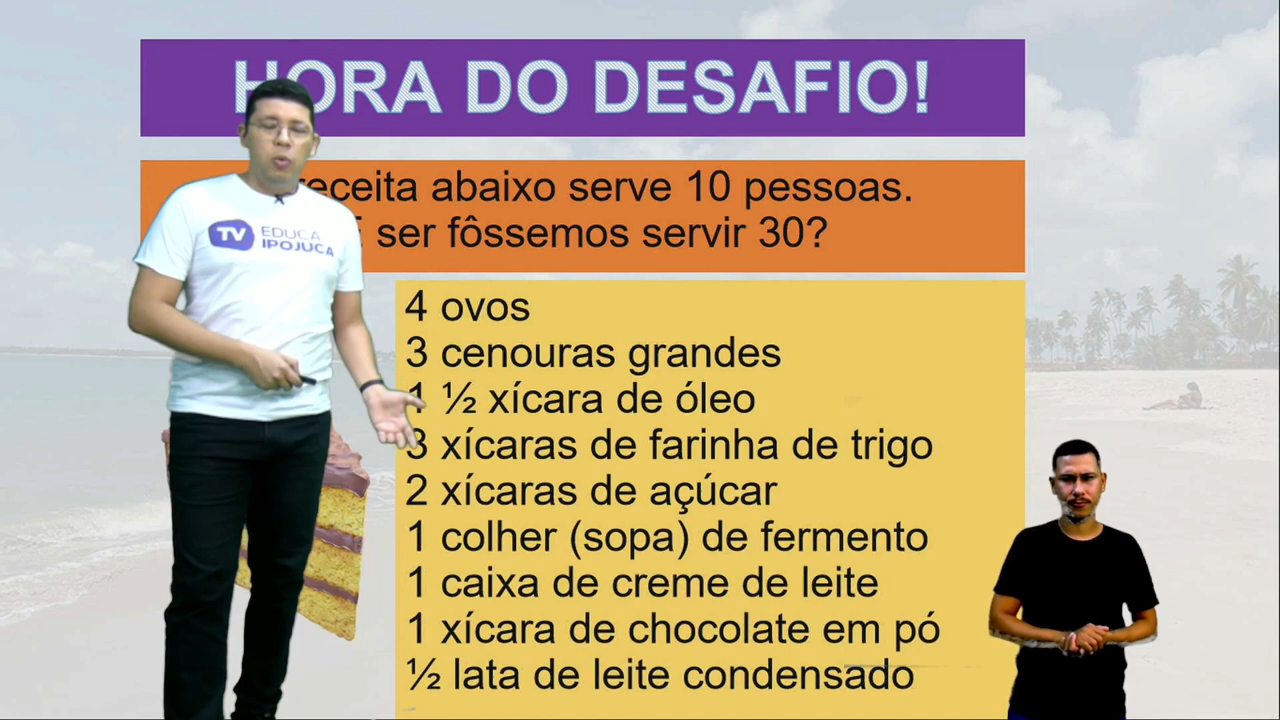 HORA DO DESAFIO!
receita abaixo serve 10 pessoas.
ser fôssemos servir 30?
TV EDUCA
IPOJUCA
4 ovos
3 cenouras grandes
1 ½ xícara de óleo
3 xícaras de farinha de trigo
2 xícaras de açúcar
1 colher (sopa) de fermento
1 caixa de creme de leite
1 xícara de chocolate em pó
½ lata de leite condensado